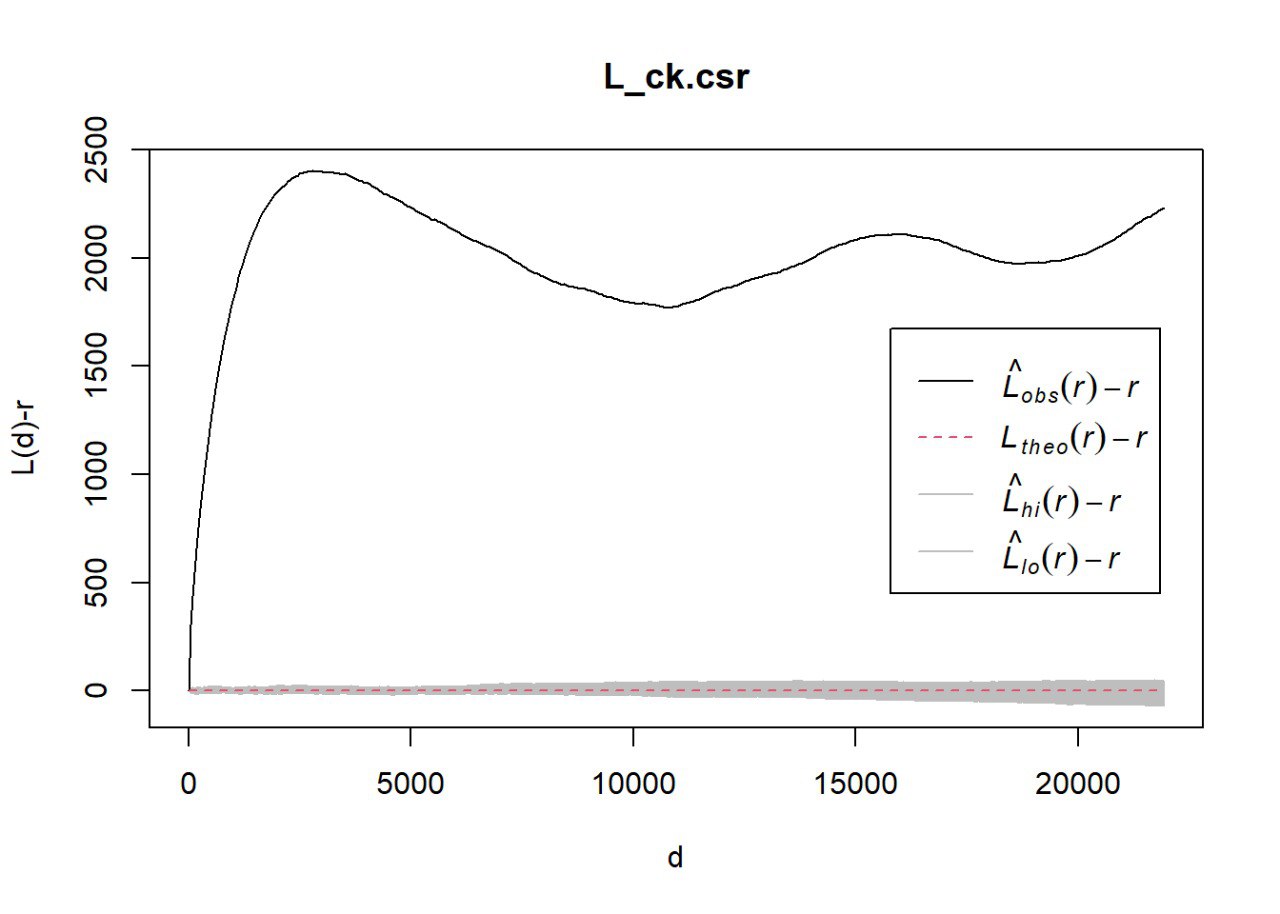 L_ck.csr
L(d)-r
2500
2000
1500
1000
500
0
L̂obs(r) − r
Ltheo(r) − r
L̂hi(r) − r
L̂lo(r) − r
0 5000 10000 15000 20000
d